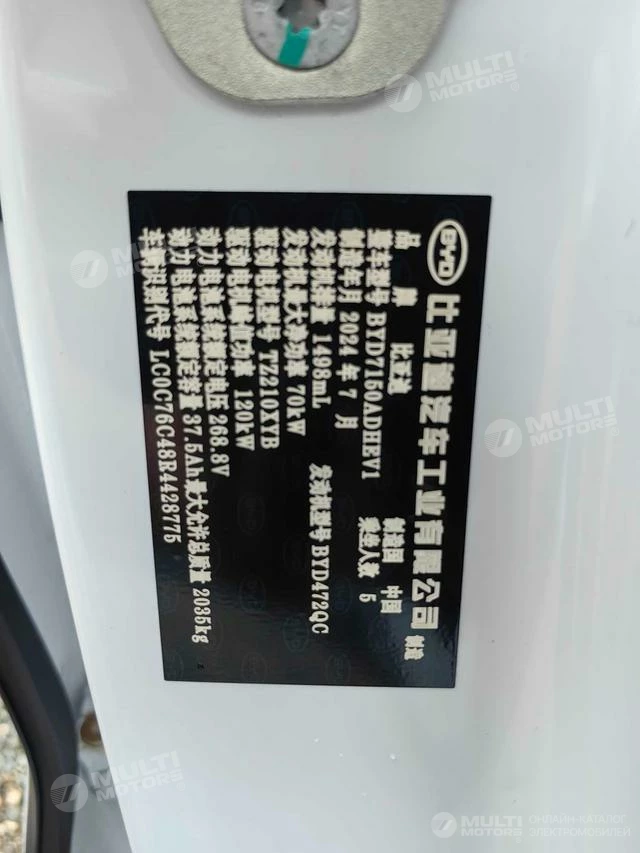 BYD 比亚迪汽车工业有限公司 制造
品 牌 比亚迪 制造国 中国
整车型号 BYD7150ADHEV1 乘坐人数 5
制造年月 2024 年 7 月
发动机排量 1498mL 发动机型号 BYD472QC
发动机最大净功率 70kW
驱动电机型号 TZ210XYB
驱动电机峰值功率 120kW
动力电池系统额定电压 268.8V
动力电池系统额定容量 37.5Ah 最大允许总质量 2035kg
车辆识别代号 LC0C76C48R4428775
MULTI
MOTORS
MULTI
MOTORS
MULTI
MOTORS
MULTI
MOTORS
MULTI
MOTORS
ОНЛАЙН-КАТАЛОГ
ЭЛЕКТРОМОБИЛЕЙ